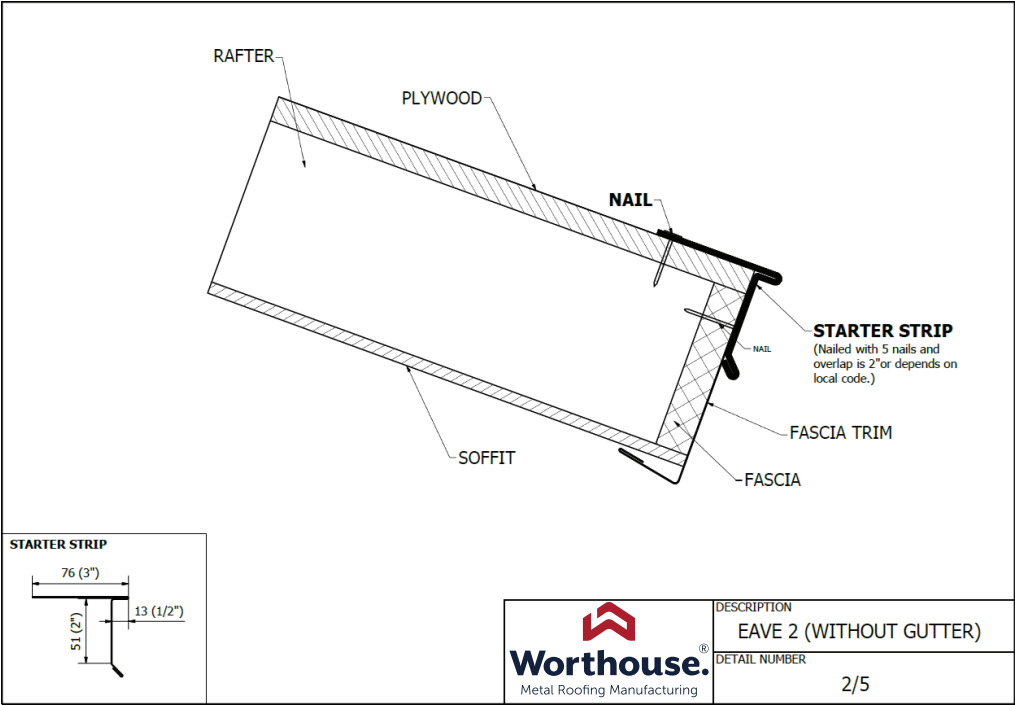 RAFTER
PLYWOOD
NAIL
STARTER STRIP
(Nailed with 5 nails and
overlap is 2"or depends on
local code.)
NAIL
FASCIA TRIM
SOFFIT
FASCIA
STARTER STRIP
76 (3")
13 (1/2")
51 (2")
Worthouse.®
Metal Roofing Manufacturing
DESCRIPTION
EAVE 2 (WITHOUT GUTTER)
DETAIL NUMBER
2/5